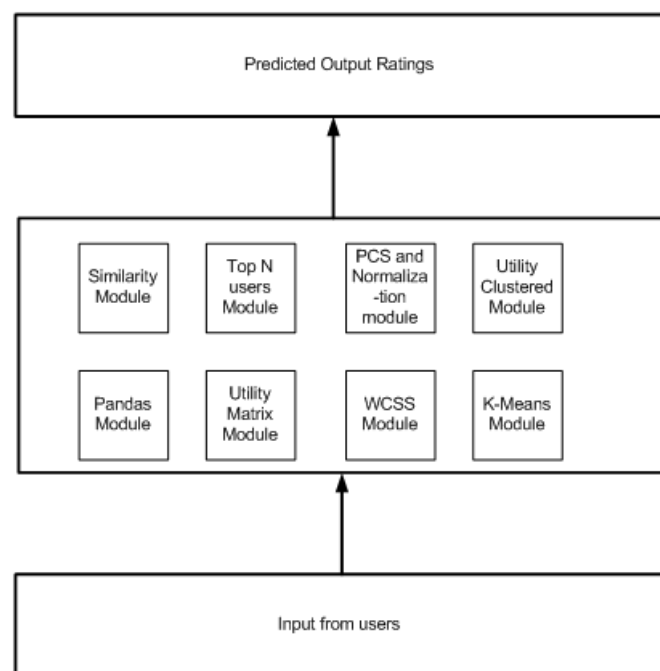 Predicted Output Ratings
Similarity
Module
Top N
users
Module
PCS and
Normaliza
-tion
module
Utility
Clustered
Module
Pandas
Module
Utility
Matrix
Module
WCSS
Module
K-Means
Module
Input from users